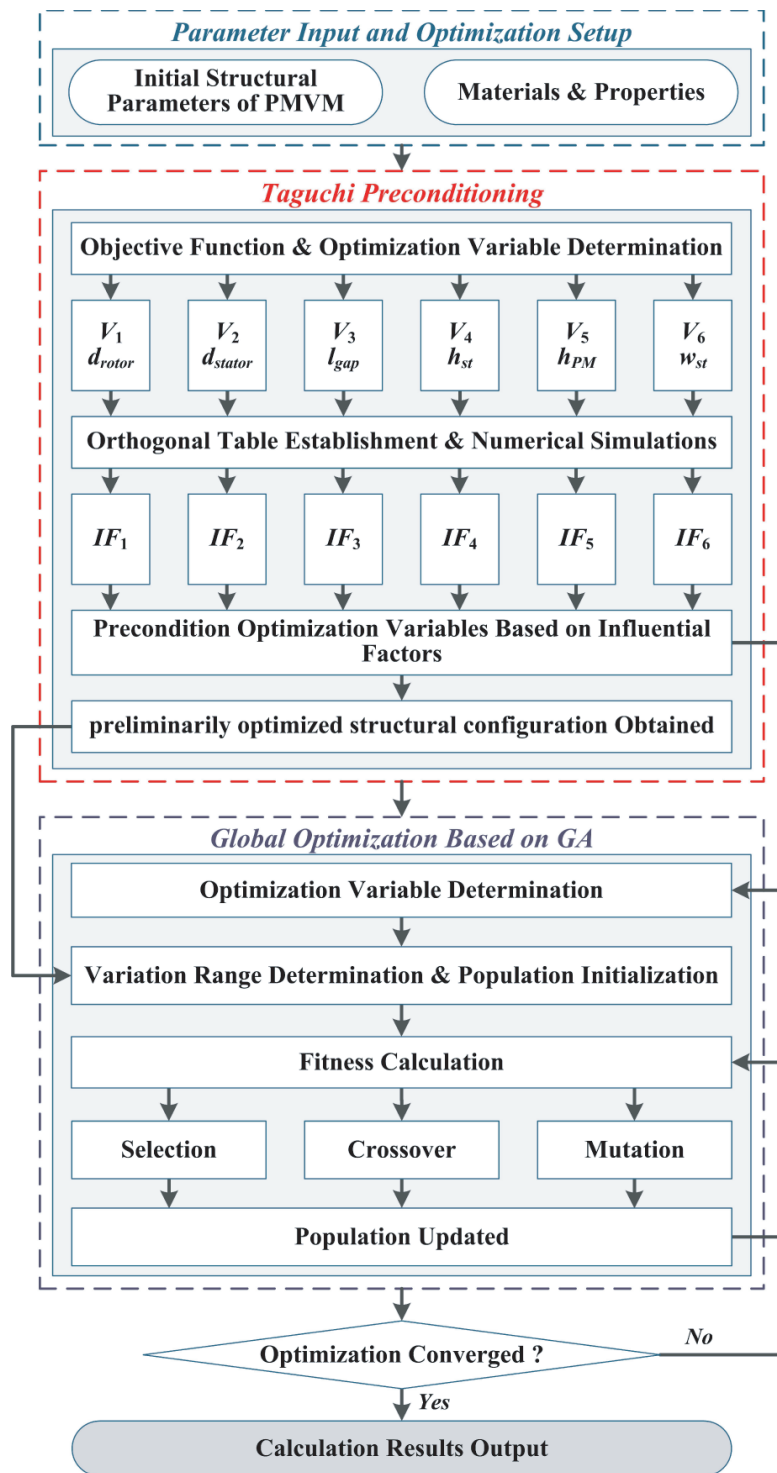 Parameter Input and Optimization Setup
Initial Structural
Parameters of PMVM
Materials & Properties
Taguchi Preconditioning
Objective Function & Optimization Variable Determination
V1
drotor
V2
dstator
V3
lgap
V4
hst
V5
hPM
V6
wst
Orthogonal Table Establishment & Numerical Simulations
IF1
IF2
IF3
IF4
IF5
IF6
Precondition Optimization Variables Based on Influential
Factors
preliminarily optimized structural configuration Obtained
Global Optimization Based on GA
Optimization Variable Determination
Variation Range Determination & Population Initialization
Fitness Calculation
Selection
Crossover
Mutation
Population Updated
Optimization Converged ?
No
Yes
Calculation Results Output